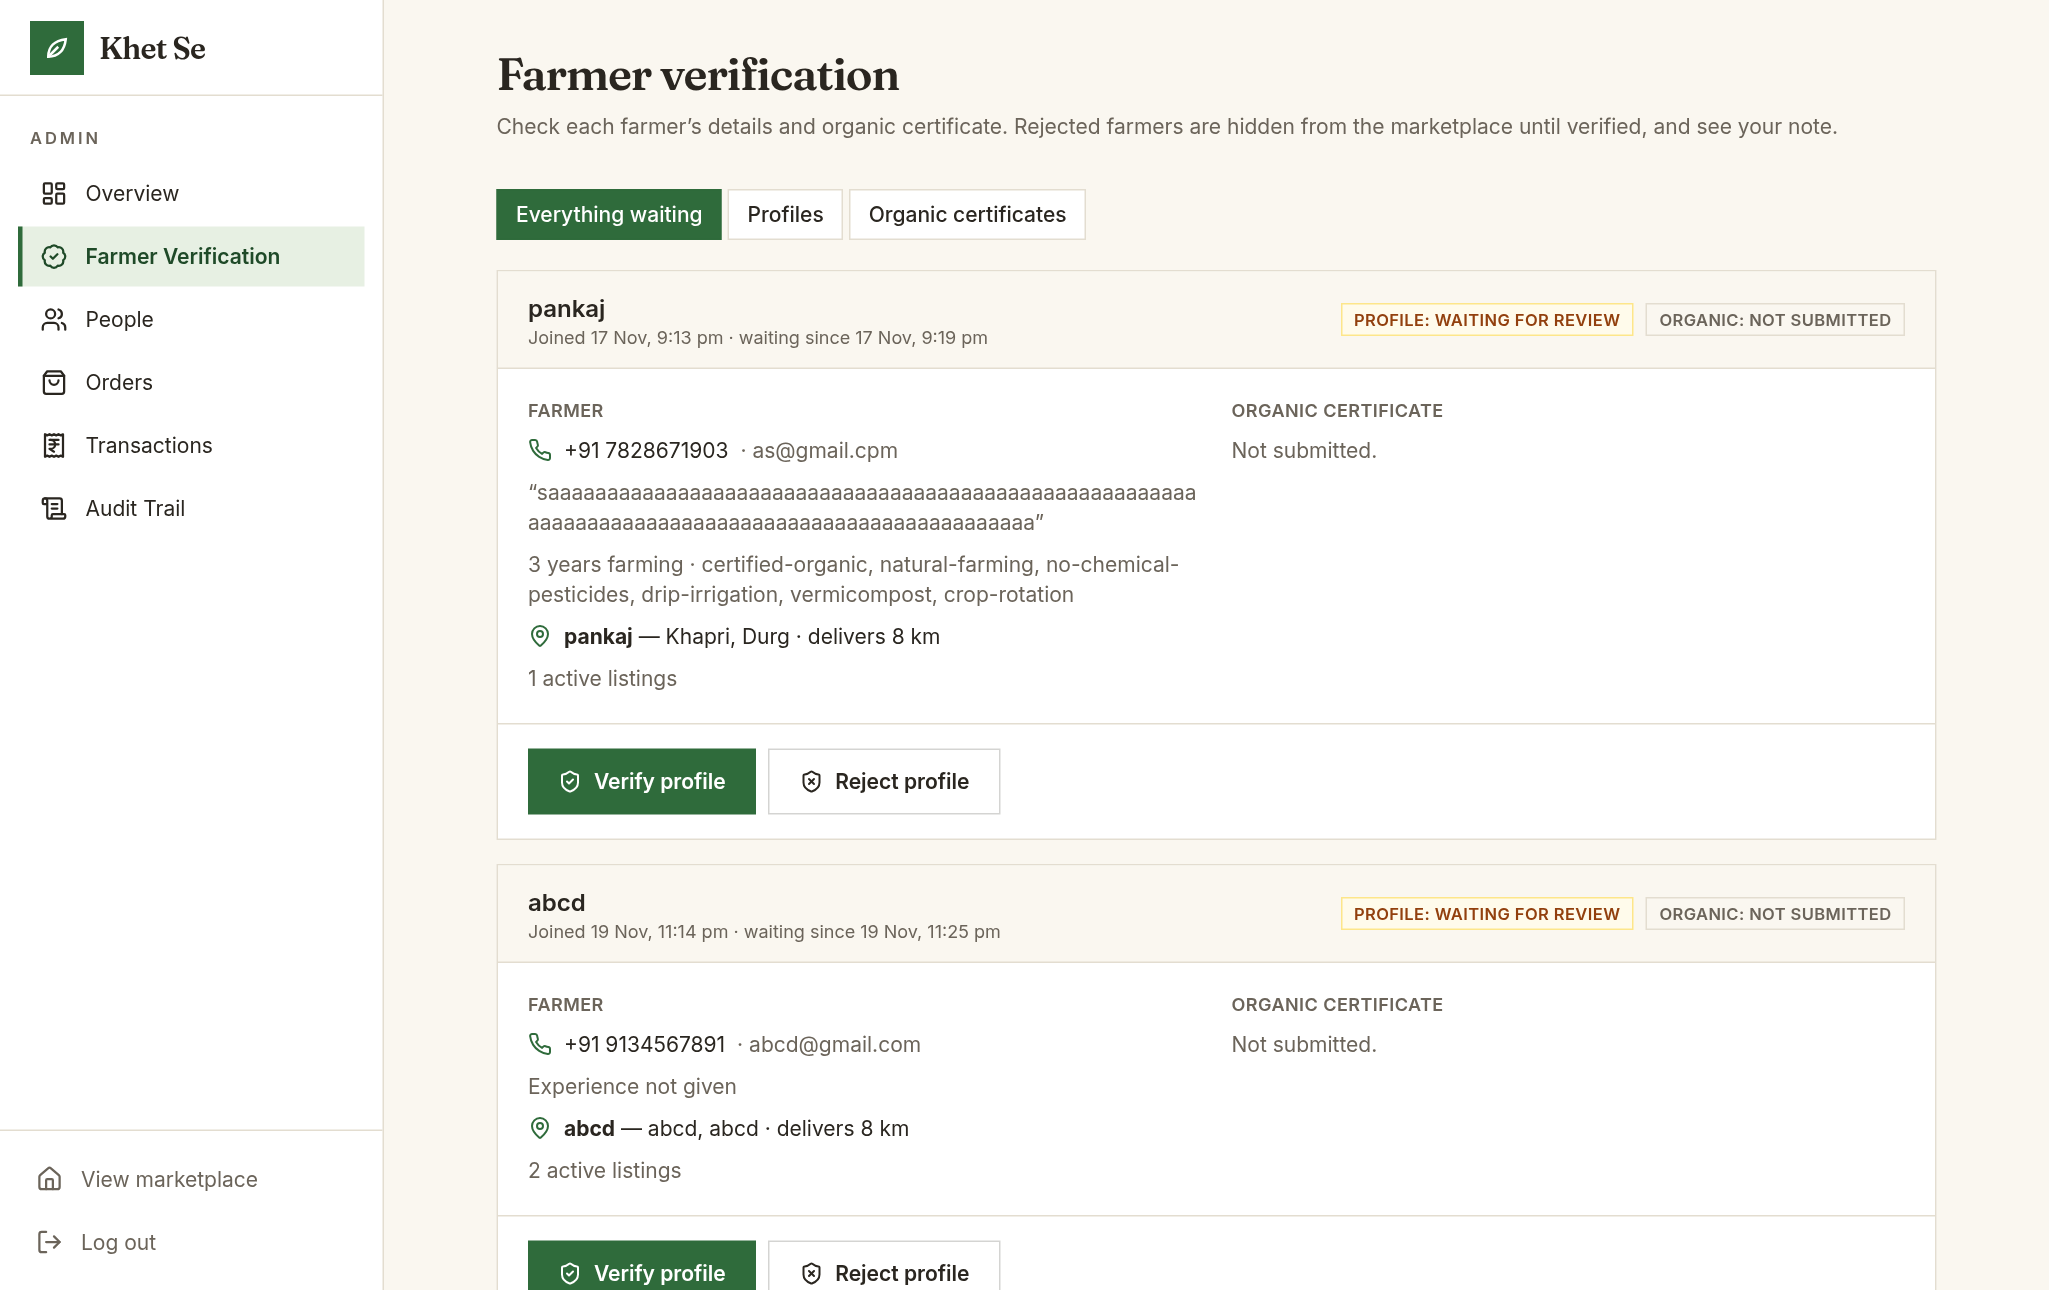 Khet Se
ADMIN
Overview
Farmer Verification
People
Orders
Transactions
Audit Trail
View marketplace
Log out
Farmer verification
Check each farmer’s details and organic certificate. Rejected farmers are hidden from the marketplace until verified, and see your note.
Everything waiting
Profiles
Organic certificates
pankaj
Joined 17 Nov, 9:13 pm · waiting since 17 Nov, 9:19 pm
PROFILE: WAITING FOR REVIEW
ORGANIC: NOT SUBMITTED
FARMER
+91 7828671903 · as@gmail.cpm
“saaaaaaaaaaaaaaaaaaaaaaaaaaaaaaaaaaaaaaaaaaaaaaaaaaaaaaa
aaaaaaaaaaaaaaaaaaaaaaaaaaaaaaaaaaaaaaaaaaa”
3 years farming · certified-organic, natural-farming, no-chemical-
pesticides, drip-irrigation, vermicompost, crop-rotation
pankaj — Khapri, Durg · delivers 8 km
1 active listings
ORGANIC CERTIFICATE
Not submitted.
Verify profile
Reject profile
abcd
Joined 19 Nov, 11:14 pm · waiting since 19 Nov, 11:25 pm
PROFILE: WAITING FOR REVIEW
ORGANIC: NOT SUBMITTED
FARMER
+91 9134567891 · abcd@gmail.com
Experience not given
abcd — abcd, abcd · delivers 8 km
2 active listings
ORGANIC CERTIFICATE
Not submitted.
Verify profile
Reject profile